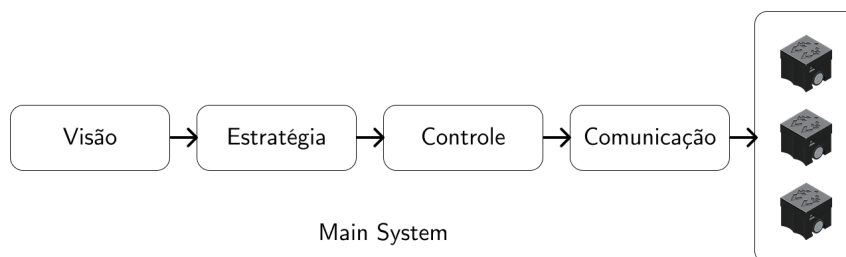 Visão
Estratégia
Controle
Comunicação
Main System